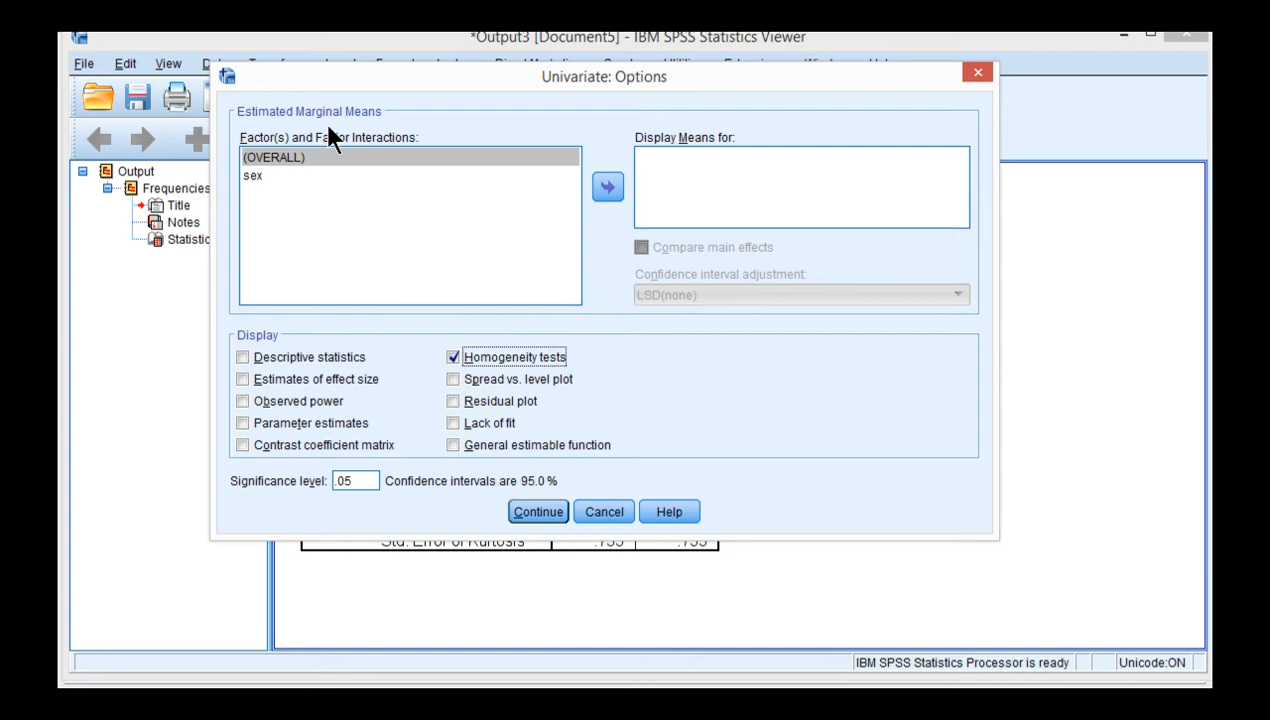 *Output3 [Document5] - IBM SPSS Statistics Viewer
File Edit View
Univariate: Options
Output
Frequencies
Title
Notes
Statistic
Estimated Marginal Means
Factor(s) and Factor Interactions:
(OVERALL)
sex
Display Means for:
Compare main effects
Confidence interval adjustment:
LSD(none)
Display
Descriptive statistics
Homogeneity tests
Estimates of effect size
Spread vs. level plot
Observed power
Residual plot
Parameter estimates
Lack of fit
Contrast coefficient matrix
General estimable function
Significance level: .05 Confidence intervals are 95.0 %
Continue Cancel Help
Std. Error of Kurtosis .733 .733
IBM SPSS Statistics Processor is ready Unicode:ON